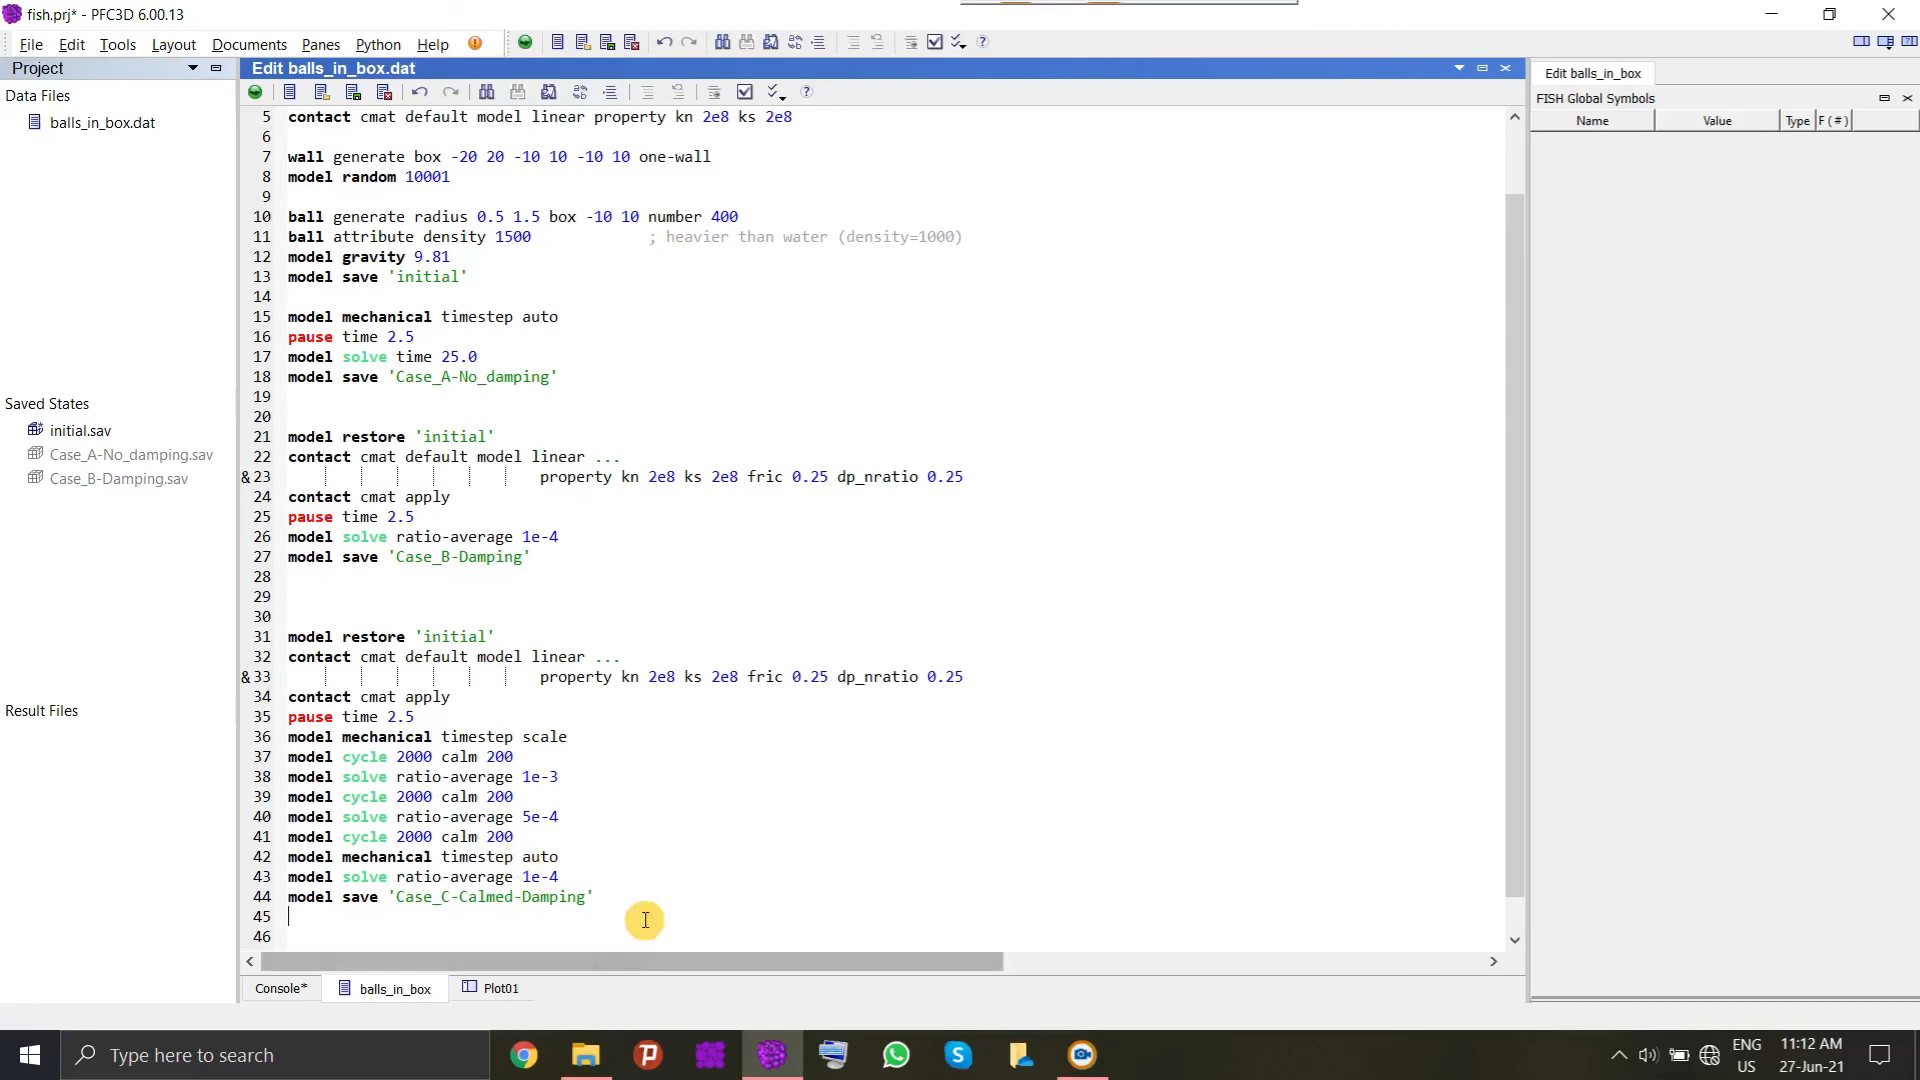 fish.prj* - PFC3D 6.00.13
File Edit Tools Layout Documents Panes Python Help
Project
Edit balls_in_box.dat
Edit balls_in_box
Data Files
balls_in_box.dat
FISH Global Symbols
Name Value Type F ( # )
5 contact cmat default model linear property kn 2e8 ks 2e8
6
7 wall generate box -20 20 -10 10 -10 10 one-wall
8 model random 10001
9
10 ball generate radius 0.5 1.5 box -10 10 number 400
11 ball attribute density 1500 ; heavier than water (density=1000)
12 model gravity 9.81
13 model save 'initial'
14
15 model mechanical timestep auto
16 pause time 2.5
17 model solve time 25.0
18 model save 'Case_A-No_damping'
19
20
21 model restore 'initial'
22 contact cmat default model linear ...
&23 property kn 2e8 ks 2e8 fric 0.25 dp_nratio 0.25
24 contact cmat apply
25 pause time 2.5
26 model solve ratio-average 1e-4
27 model save 'Case_B-Damping'
28
29
30
31 model restore 'initial'
32 contact cmat default model linear ...
&33 property kn 2e8 ks 2e8 fric 0.25 dp_nratio 0.25
34 contact cmat apply
35 pause time 2.5
36 model mechanical timestep scale
37 model cycle 2000 calm 200
38 model solve ratio-average 1e-3
39 model cycle 2000 calm 200
40 model solve ratio-average 5e-4
41 model cycle 2000 calm 200
42 model mechanical timestep auto
43 model solve ratio-average 1e-4
44 model save 'Case_C-Calmed-Damping'
45
46
Saved States
initial.sav
Case_A-No_damping.sav
Case_B-Damping.sav
Result Files
Console* balls_in_box Plot01
Type here to search
ENG
US
11:12 AM
27-Jun-21